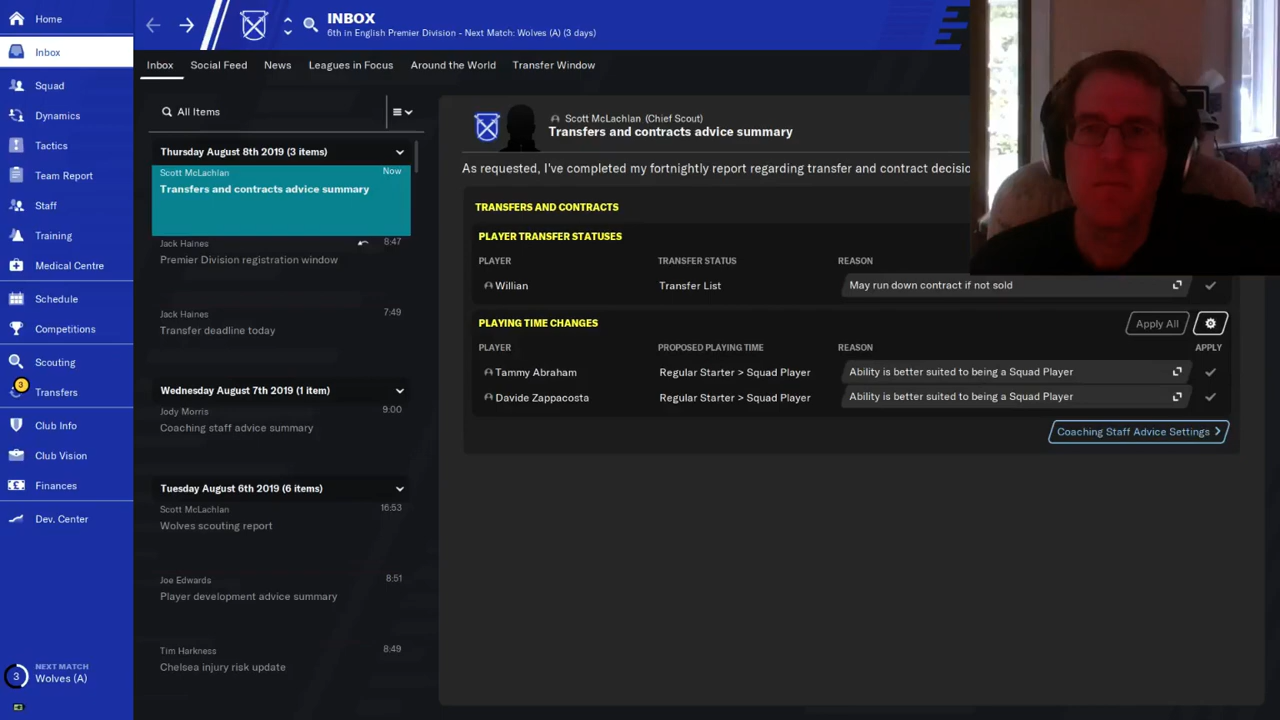 Home
Inbox
Squad
Dynamics
Tactics
Team Report
Staff
Training
Medical Centre
Schedule
Competitions
Scouting
3
Transfers
Club Info
Club Vision
Finances
Dev. Center
NEXT MATCH
3
Wolves (A)
INBOX
6th in English Premier Division - Next Match: Wolves (A) (3 days)
Inbox Social Feed News Leagues in Focus Around the World Transfer Window
All Items
Thursday August 8th 2019 (3 items)
Scott McLachlan Now
Transfers and contracts advice summary
Jack Haines 8:47
Premier Division registration window
Jack Haines 7:49
Transfer deadline today
Wednesday August 7th 2019 (1 item)
Jody Morris 9:00
Coaching staff advice summary
Tuesday August 6th 2019 (6 items)
Scott McLachlan 16:53
Wolves scouting report
Joe Edwards 8:51
Player development advice summary
Tim Harkness 8:49
Chelsea injury risk update
Scott McLachlan (Chief Scout)
Transfers and contracts advice summary
As requested, I've completed my fortnightly report regarding transfer and contract decisio
TRANSFERS AND CONTRACTS
PLAYER TRANSFER STATUSES
PLAYER TRANSFER STATUS REASON
Willian Transfer List May run down contract if not sold
PLAYING TIME CHANGES Apply All
PLAYER PROPOSED PLAYING TIME REASON APPLY
Tammy Abraham Regular Starter > Squad Player Ability is better suited to being a Squad Player
Davide Zappacosta Regular Starter > Squad Player Ability is better suited to being a Squad Player
Coaching Staff Advice Settings >